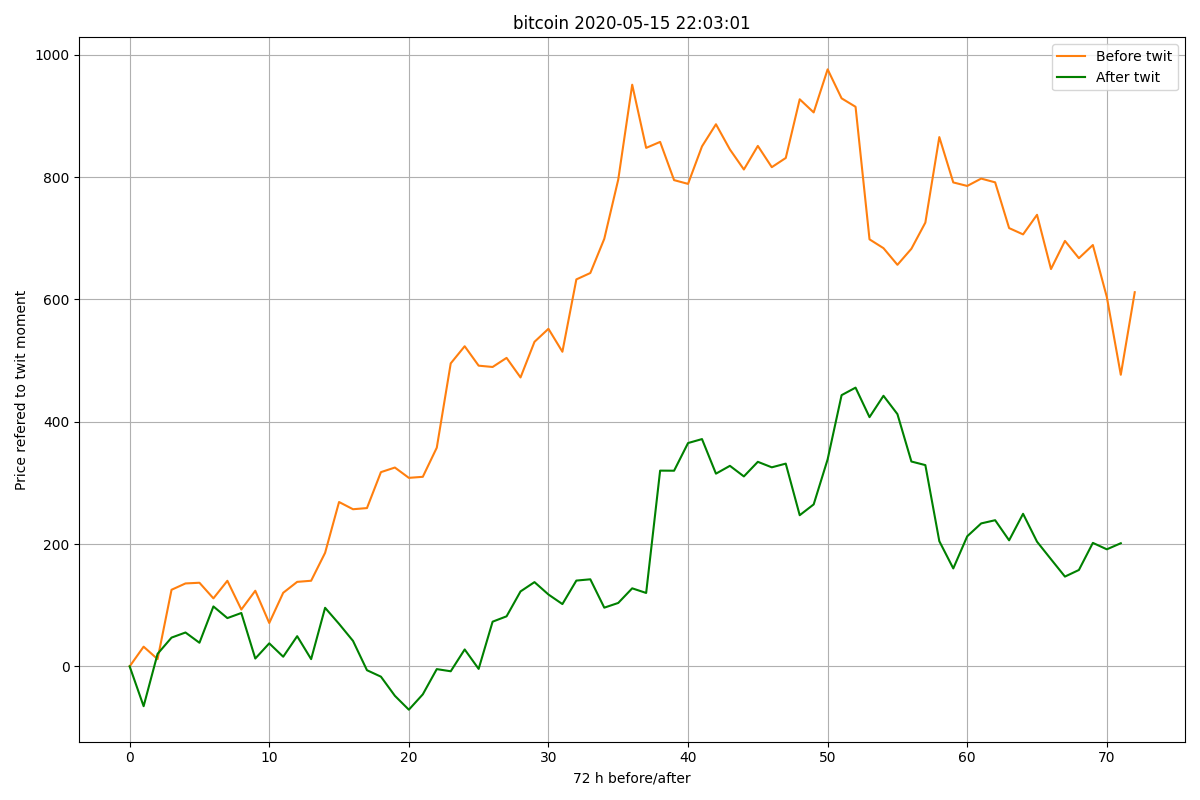 bitcoin 2020-05-15 22:03:01
Before twit
After twit
Price refered to twit moment
1000
800
600
400
200
0
0 10 20 30 40 50 60 70
72 h before/after